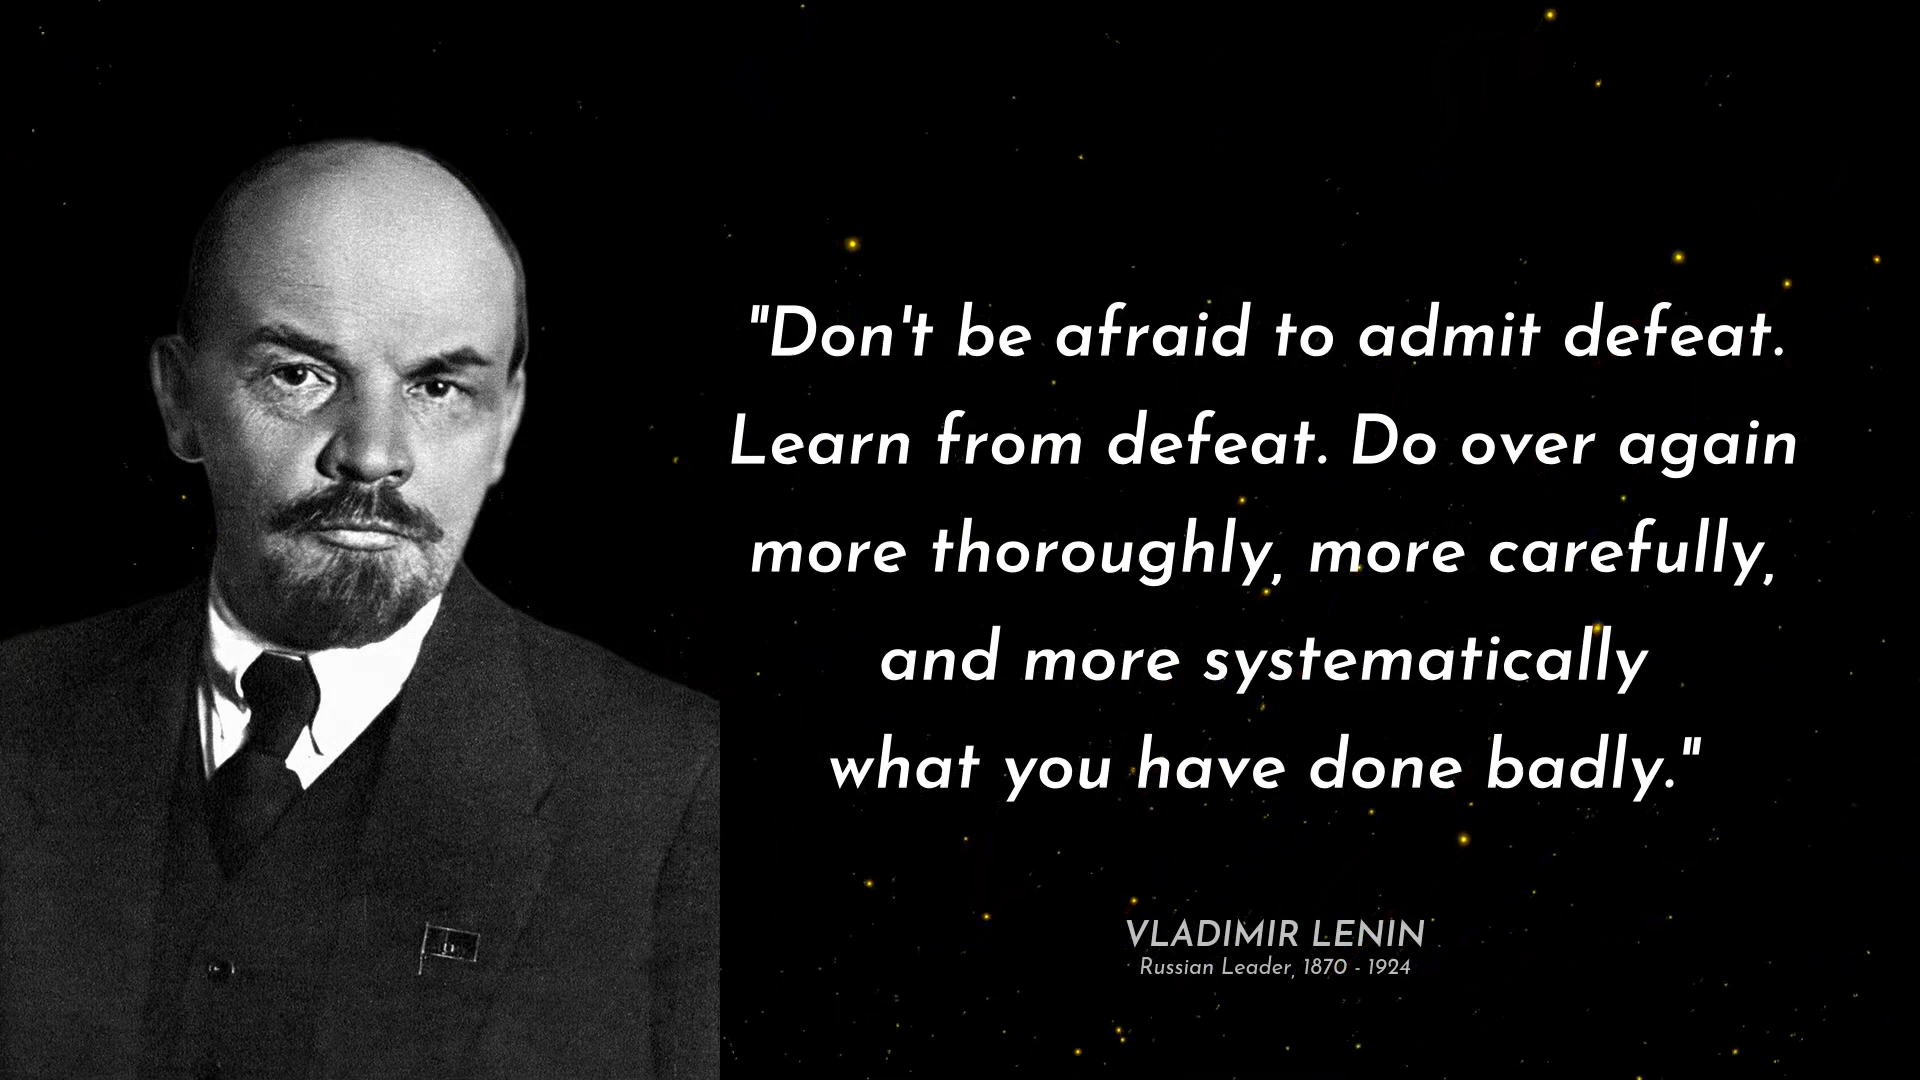 "Don't be afraid to admit defeat.
Learn from defeat. Do over again
more thoroughly, more carefully,
and more systematically
what you have done badly."
VLADIMIR LENIN
Russian Leader, 1870 - 1924